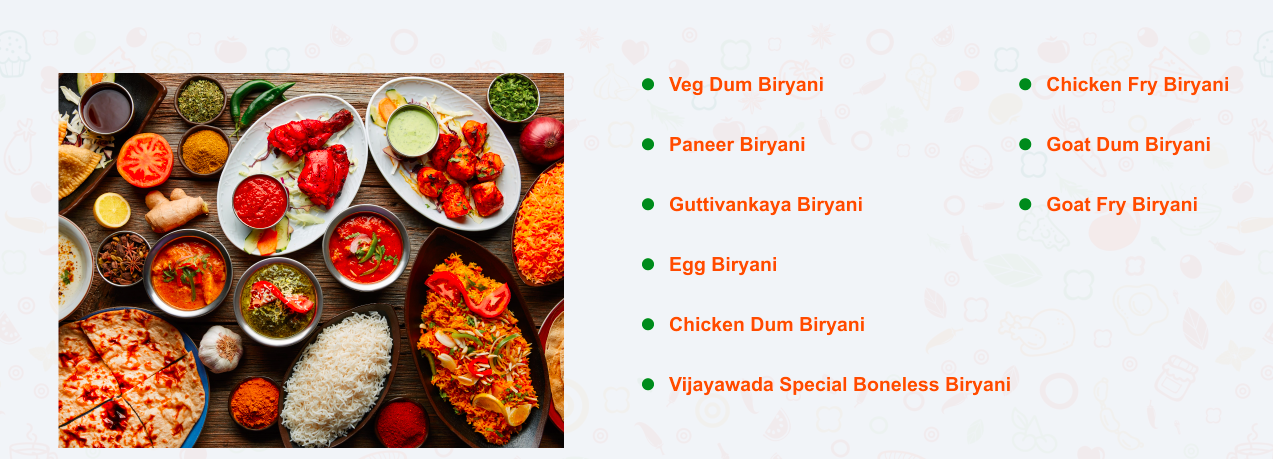 Veg Dum Biryani
Paneer Biryani
Guttivankaya Biryani
Egg Biryani
Chicken Dum Biryani
Vijayawada Special Boneless Biryani
Chicken Fry Biryani
Goat Dum Biryani
Goat Fry Biryani